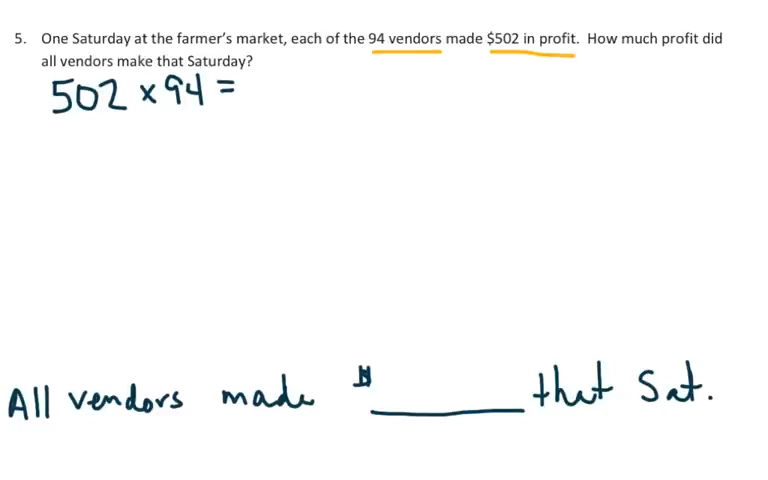 5. One Saturday at the farmer's market, each of the 94 vendors made $502 in profit. How much profit did
all vendors make that Saturday?
502 × 94 =
All vendors made $ ______ that Sat.